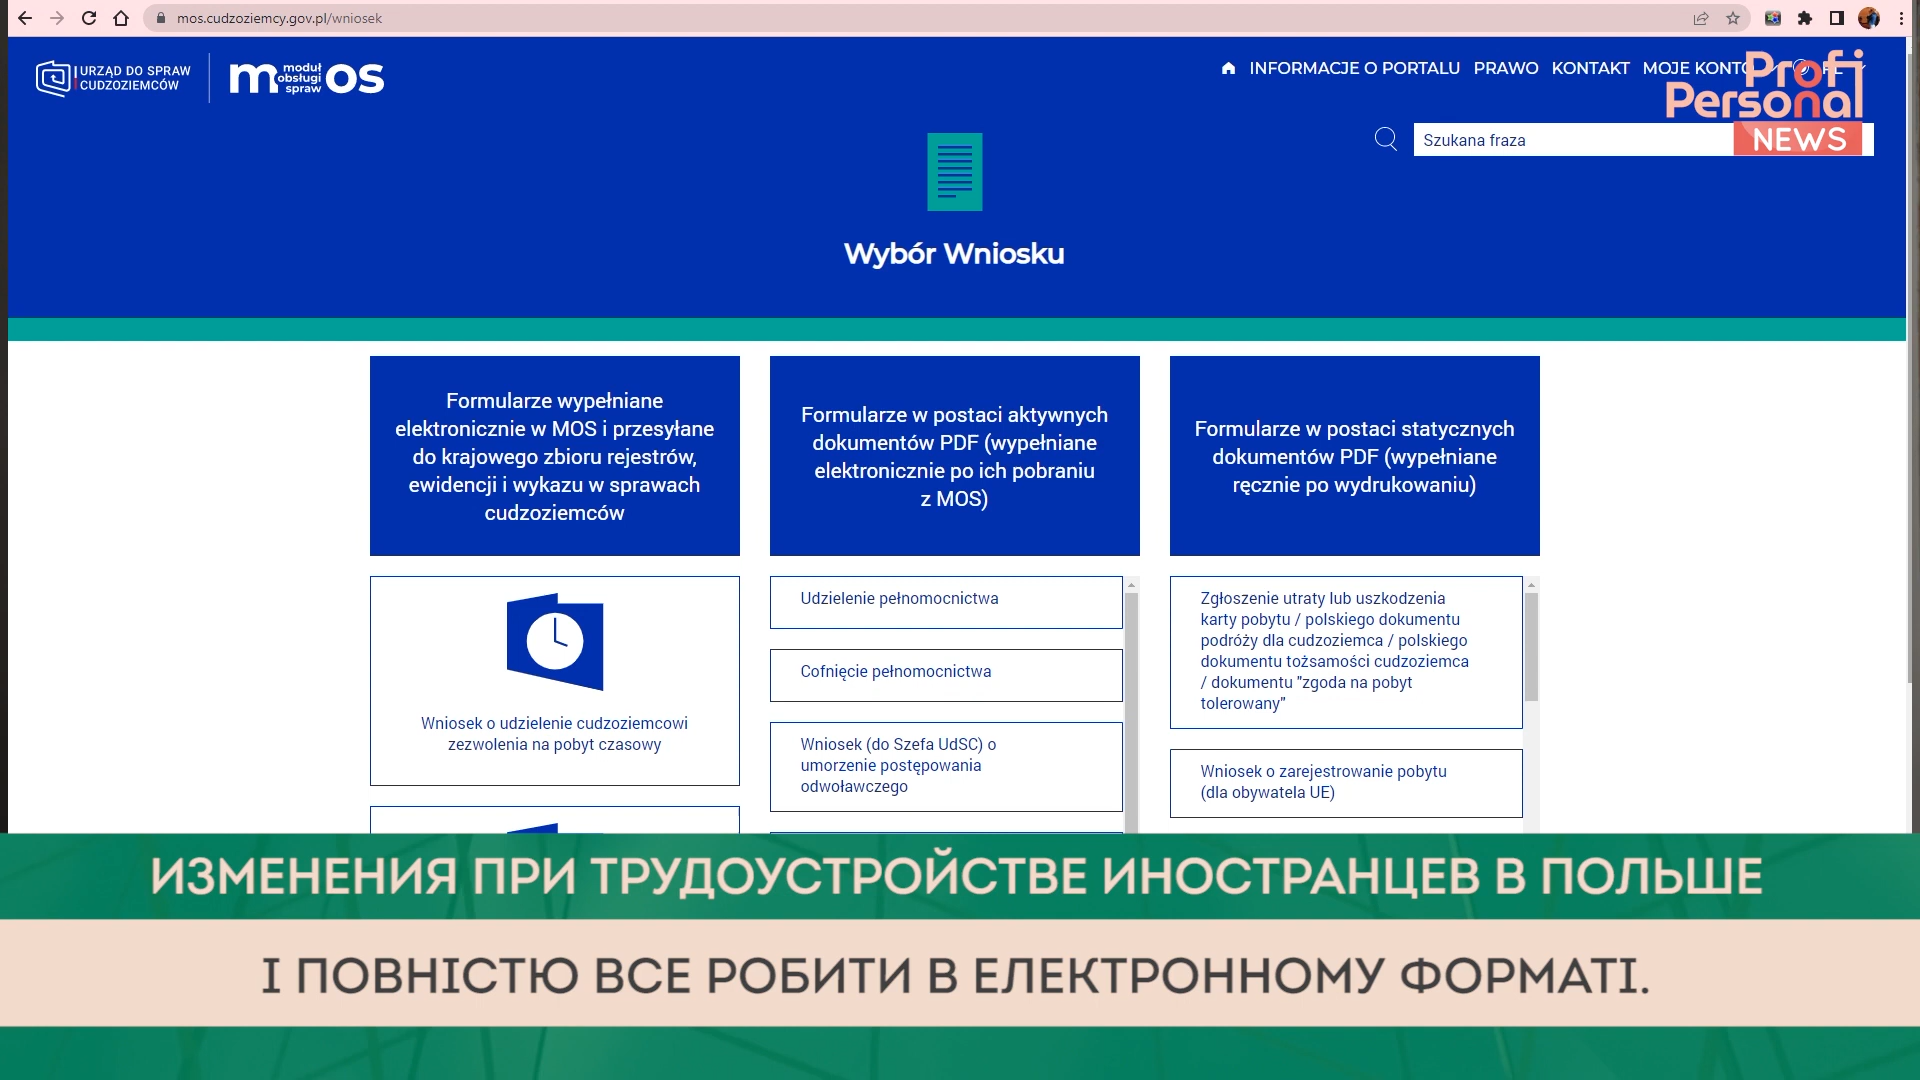 mos.cudzoziemcy.gov.pl/wniosek
URZĄD DO SPRAW
CUDZOZIEMCÓW
mos moduł obsługi spraw
INFORMACJE O PORTALU PRAWO KONTAKT MOJE KONTO PL
Profi
Personal
NEWS
Szukana fraza
Wybór Wniosku
Formularze wypełniane
elektronicznie w MOS i przesyłane
do krajowego zbioru rejestrów,
ewidencji i wykazu w sprawach
cudzoziemców
Formularze w postaci aktywnych
dokumentów PDF (wypełniane
elektronicznie po ich pobraniu
z MOS)
Formularze w postaci statycznych
dokumentów PDF (wypełniane
ręcznie po wydrukowaniu)
Wniosek o udzielenie cudzoziemcowi
zezwolenia na pobyt czasowy
Udzielenie pełnomocnictwa
Cofnięcie pełnomocnictwa
Wniosek (do Szefa UdSC) o
umorzenie postępowania
odwoławczego
Zgłoszenie utraty lub uszkodzenia
karty pobytu / polskiego dokumentu
podróży dla cudzoziemca / polskiego
dokumentu tożsamości cudzoziemca
/ dokumentu "zgoda na pobyt
tolerowany"
Wniosek o zarejestrowanie pobytu
(dla obywatela UE)
ИЗМЕНЕНИЯ ПРИ ТРУДОУСТРОЙСТВЕ ИНОСТРАНЦЕВ В ПОЛЬШЕ
І ПОВНІСТЮ ВСЕ РОБИТИ В ЕЛЕКТРОННОМУ ФОРМАТІ.